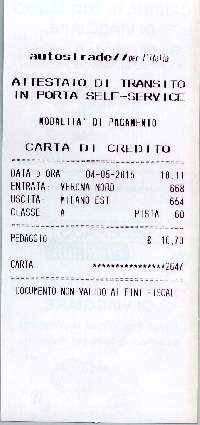 autostrade//per l'italia
ATTESTATO DI TRANSITO
IN PORTA SELF-SERVICE
MODALITA' DI PAGAMENTO
CARTA DI CREDITO
DATA e ORA 04-05-2015 18.11
ENTRATA: VERONA NORD 668
USCITA: MILANO EST 664
CLASSE A PISTA 60
PEDAGGIO € 10,70
CARTA ***************2647
DOCUMENTO NON VALIDO AI FINI FISCALI